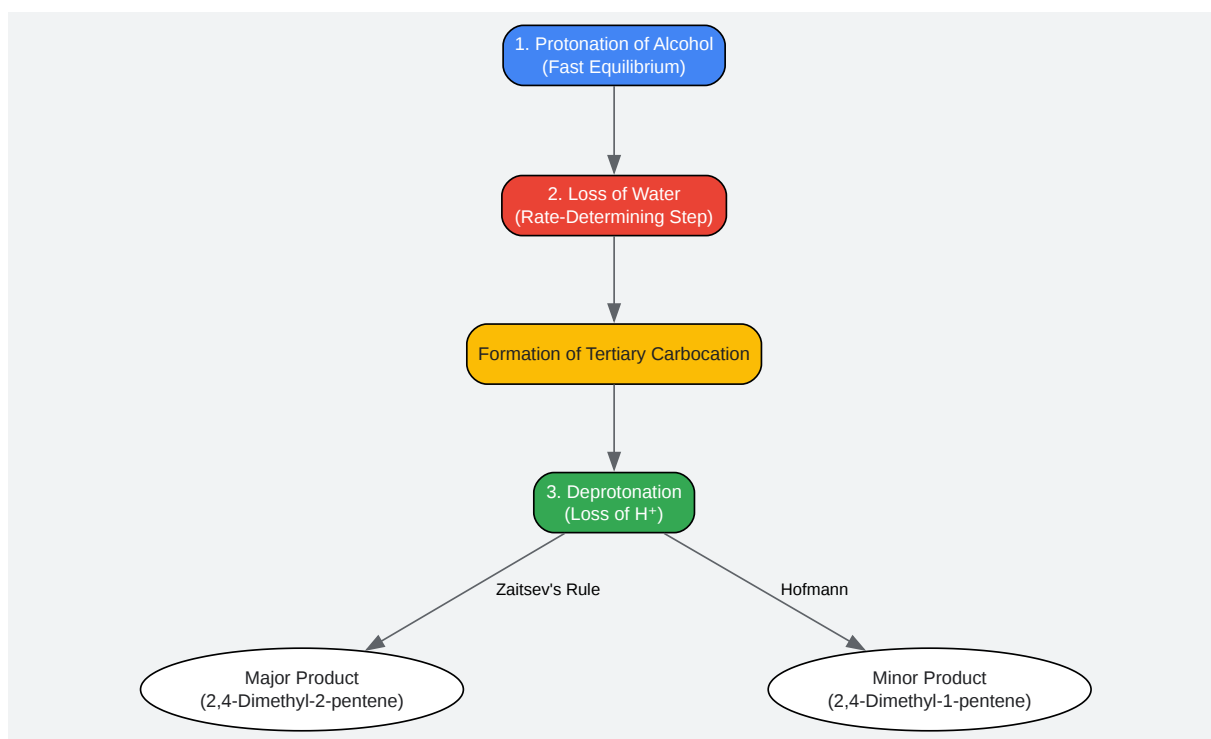 1. Protonation of Alcohol
(Fast Equilibrium)
2. Loss of Water
(Rate-Determining Step)
Formation of Tertiary Carbocation
3. Deprotonation
(Loss of H⁺)
Zaitsev's Rule
Hofmann
Major Product
(2,4-Dimethyl-2-pentene)
Minor Product
(2,4-Dimethyl-1-pentene)